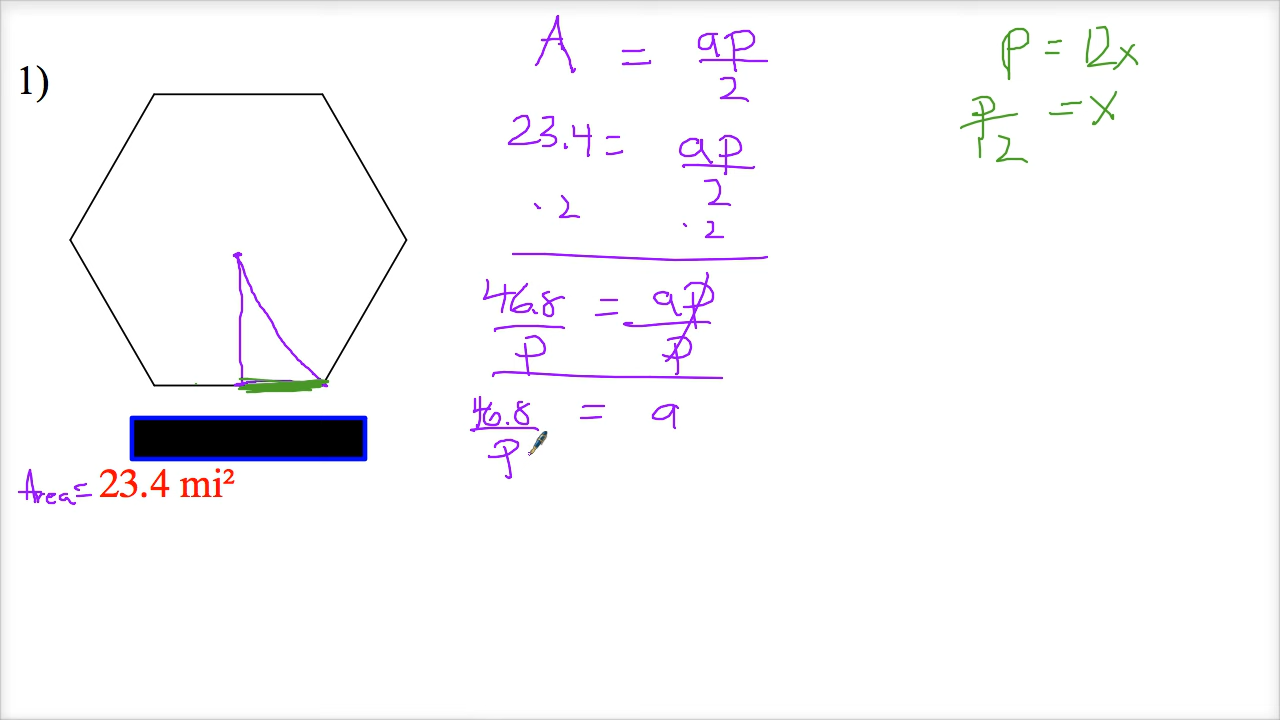 1)
A = ap/2
23.4 = ap/2
· 2 · 2
46.8/P = ap/p
46.8/P = a
Area = 23.4 mi²
P = 12x
P/12 = x